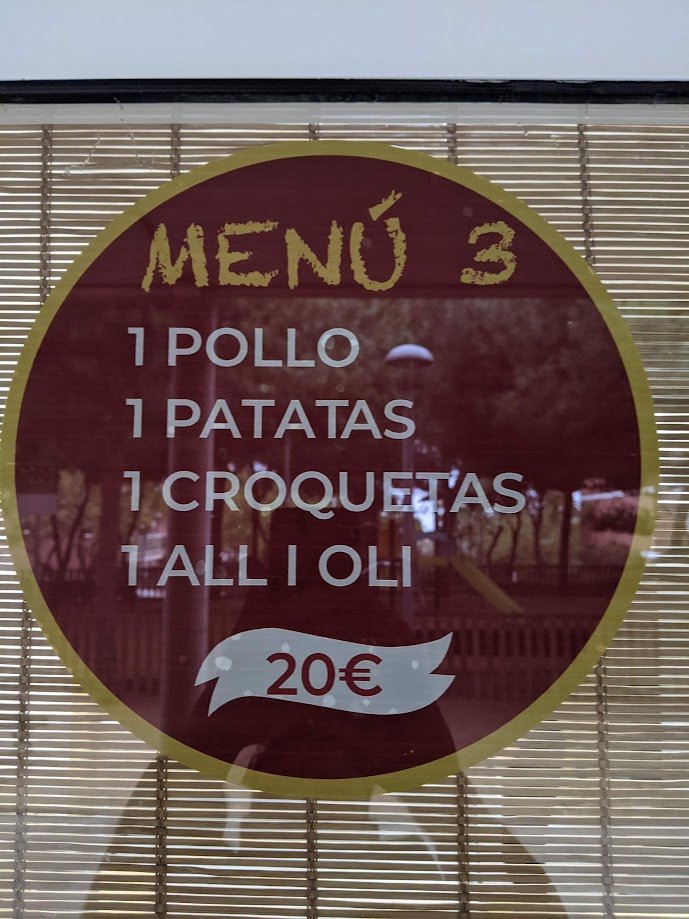 MENÚ 3
1 POLLO
1 PATATAS
1 CROQUETAS
1 ALL I OLI
20€